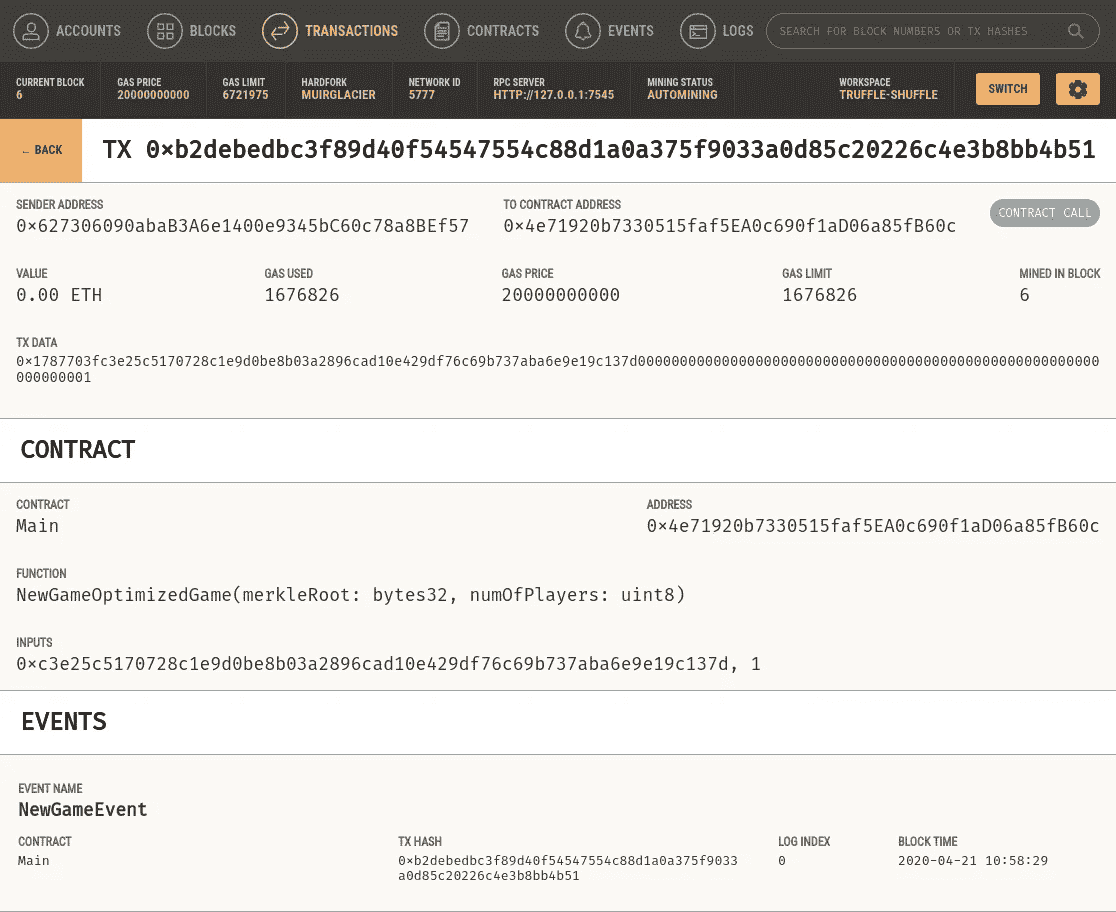 ACCOUNTS BLOCKS TRANSACTIONS CONTRACTS EVENTS LOGS SEARCH FOR BLOCK NUMBERS OR TX HASHES
CURRENT BLOCK GAS PRICE GAS LIMIT HARDFORK NETWORK ID RPC SERVER MINING STATUS WORKSPACE
6 20000000000 6721975 MUIRGLACIER 5777 HTTP://127.0.0.1:7545 AUTOMINING TRUFFLE-SHUFFLE SWITCH
← BACK TX 0×b2debedbc3f89d40f54547554c88d1a0a375f9033a0d85c20226c4e3b8bb4b51
SENDER ADDRESS TO CONTRACT ADDRESS
0×627306090abaB3A6e1400e9345bC60c78a8BEf57 0×4e71920b7330515faf5EA0c690f1aD06a85fB60c CONTRACT CALL
VALUE GAS USED GAS PRICE GAS LIMIT MINED IN BLOCK
0.00 ETH 1676826 20000000000 1676826 6
TX DATA
0×1787703fc3e25c5170728c1e9d0be8b03a2896cad10e429df76c69b737aba6e9e19c137d000000000000000000000000000000000000000000000000000000
000000001
CONTRACT
CONTRACT ADDRESS
Main 0×4e71920b7330515faf5EA0c690f1aD06a85fB60c
FUNCTION
NewGameOptimizedGame(merkleRoot: bytes32, numOfPlayers: uint8)
INPUTS
0×c3e25c5170728c1e9d0be8b03a2896cad10e429df76c69b737aba6e9e19c137d, 1
EVENTS
EVENT NAME
NewGameEvent
CONTRACT TX HASH LOG INDEX BLOCK TIME
Main 0×b2debedbc3f89d40f54547554c88d1a0a375f9033 0 2020-04-21 10:58:29
a0d85c20226c4e3b8bb4b51